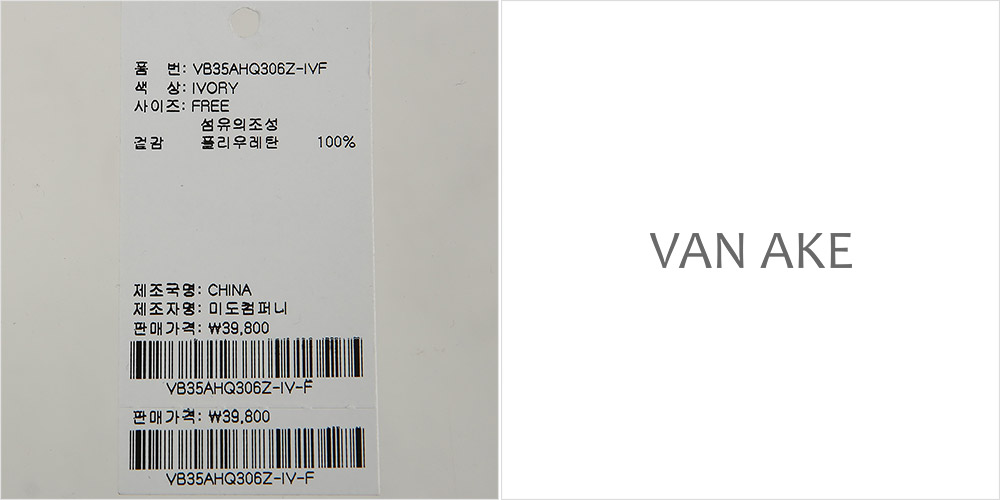 품 번: VB35AHQ306Z-IVF
색 상: IVORY
사이즈: FREE
섬유의조성
겉감 폴리우레탄 100%
제조국명: CHINA
제조자명: 미도컴퍼니
판매가격: ₩39,800
VB35AHQ306Z-IV-F
판매가격: ₩39,800
VB35AHQ306Z-IV-F
VAN AKE